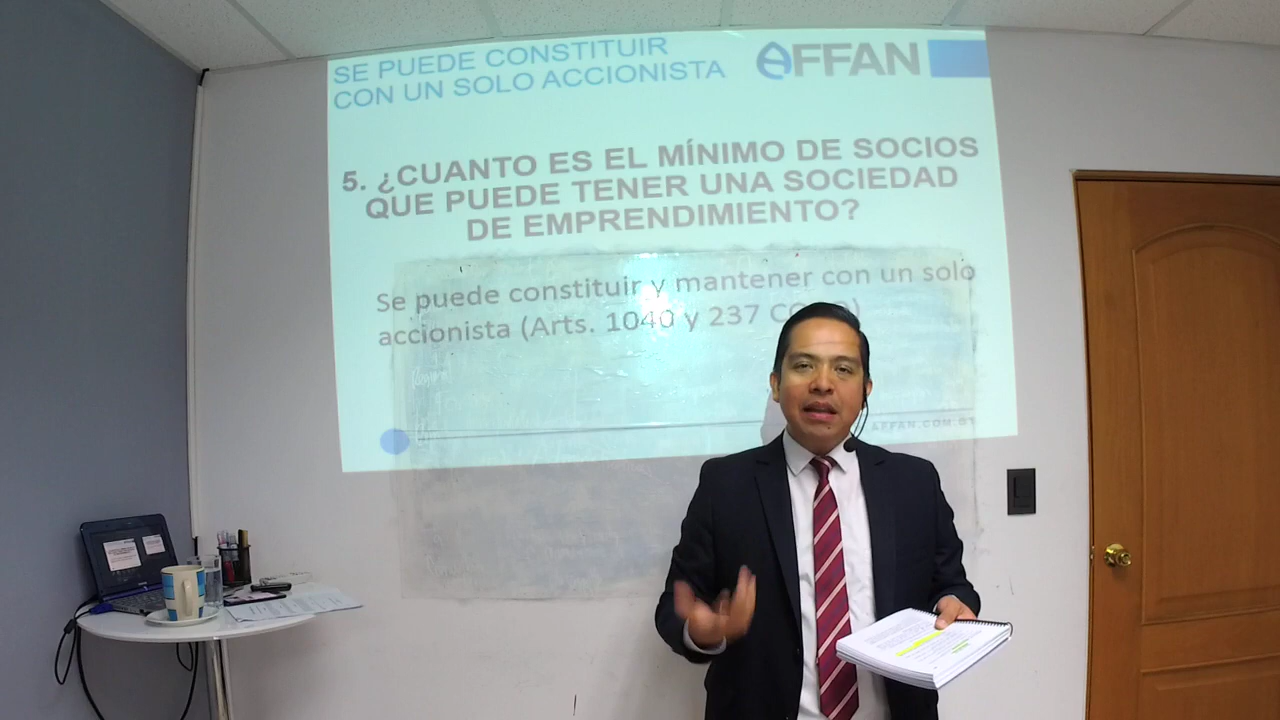 SE PUEDE CONSTITUIR
CON UN SOLO ACCIONISTA
AFFAN
5. ¿CUANTO ES EL MÍNIMO DE SOCIOS
QUE PUEDE TENER UNA SOCIEDAD
DE EMPRENDIMIENTO?
Se puede constituir y mantener con un solo
accionista (Arts. 1040 y 237
AFFAN.COM.GT